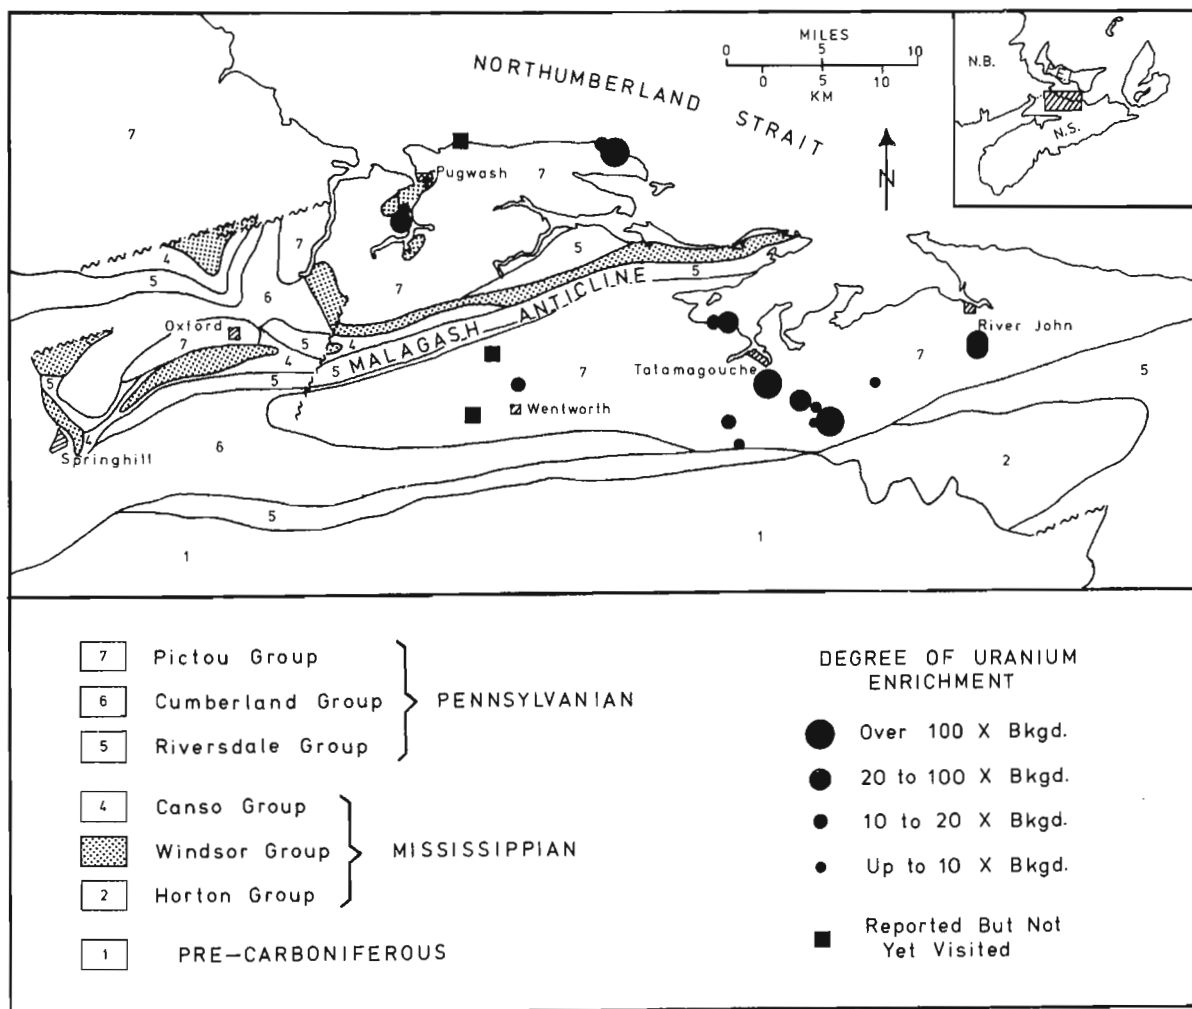 MILES
0 5 10
0 5 10
KM
NORTHUMBERLAND STRAIT
N
N.B.
N.S.
7
Pugwash
7
7
4
5
6
5
5
7
MALAGASH ANTICLINE
Oxford
7
5
4
4
5
5
5
4
Springhill
6
7
Wentworth
Tatamagouche
River John
7
5
2
5
1
1
7 Pictou Group
6 Cumberland Group
5 Riversdale Group
PENNSYLVANIAN
4 Canso Group
Windsor Group
2 Horton Group
MISSISSIPPIAN
1 PRE-CARBONIFEROUS
DEGREE OF URANIUM
ENRICHMENT
Over 100 X Bkgd.
20 to 100 X Bkgd.
10 to 20 X Bkgd.
Up to 10 X Bkgd.
Reported But Not
Yet Visited